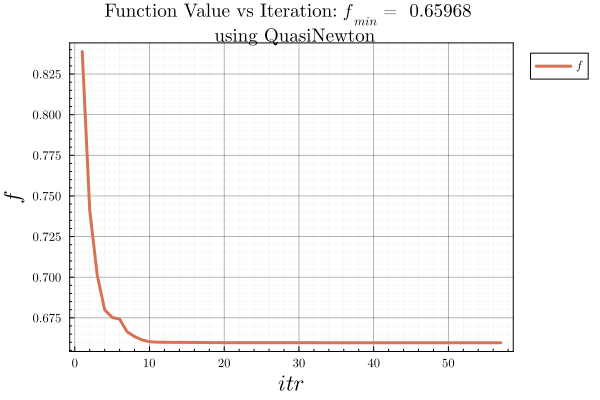 Function Value vs Iteration: f_min = 0.65968
using QuasiNewton
f
0.825
0.800
0.775
0.750
0.725
0.700
0.675
f
0
10
20
30
40
50
itr